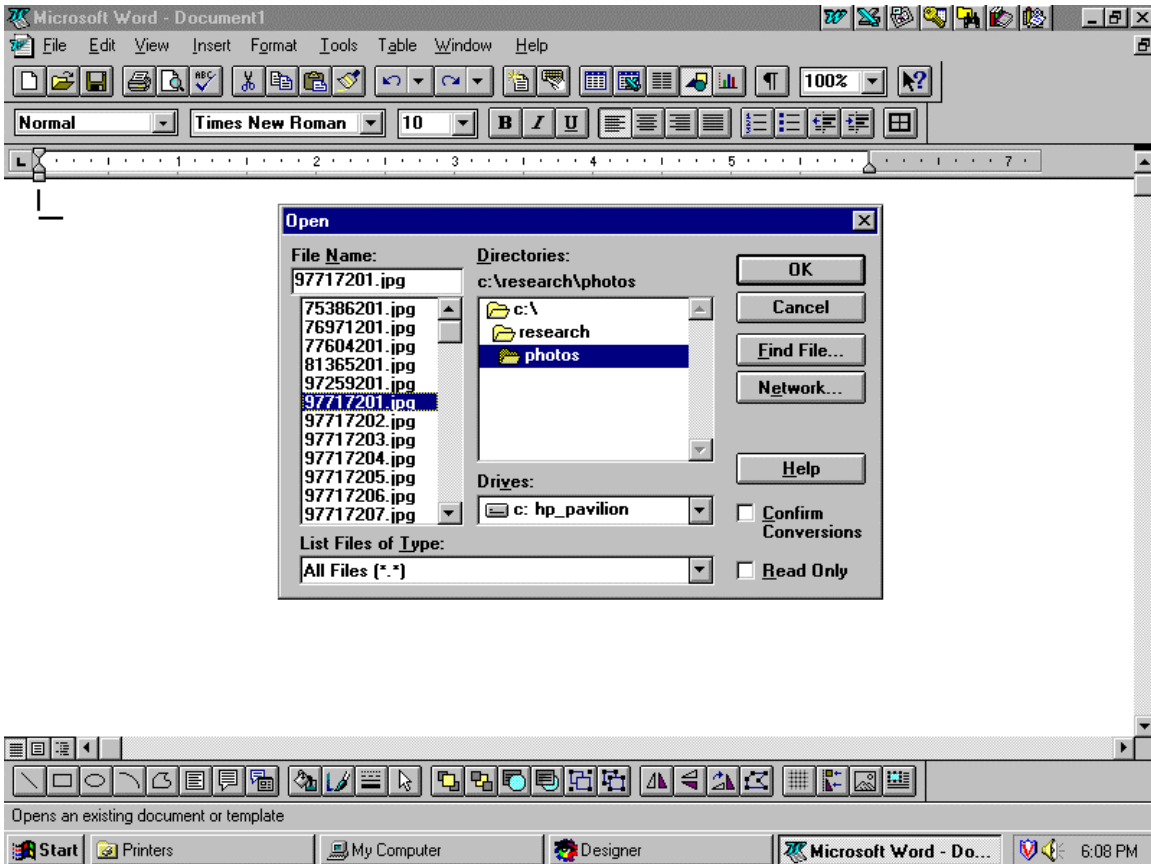 Microsoft Word - Document1
File Edit View Insert Format Tools Table Window Help
ABC 100%
Normal Times New Roman 10 B I U
1 2 3 4 5 7
Open
File Name: Directories:
97717201.jpg c:\research\photos OK
75386201.jpg c:\ Cancel
76971201.jpg research
77604201.jpg photos Find File...
81365201.jpg
97259201.jpg Network...
97717201.jpg
97717202.jpg
97717203.jpg
97717204.jpg Help
97717205.jpg Drives:
97717206.jpg c: hp_pavilion Confirm
97717207.jpg Conversions
List Files of Type:
All Files (*.*) Read Only
Opens an existing document or template
Start Printers My Computer Designer Microsoft Word - Do... 6:08 PM